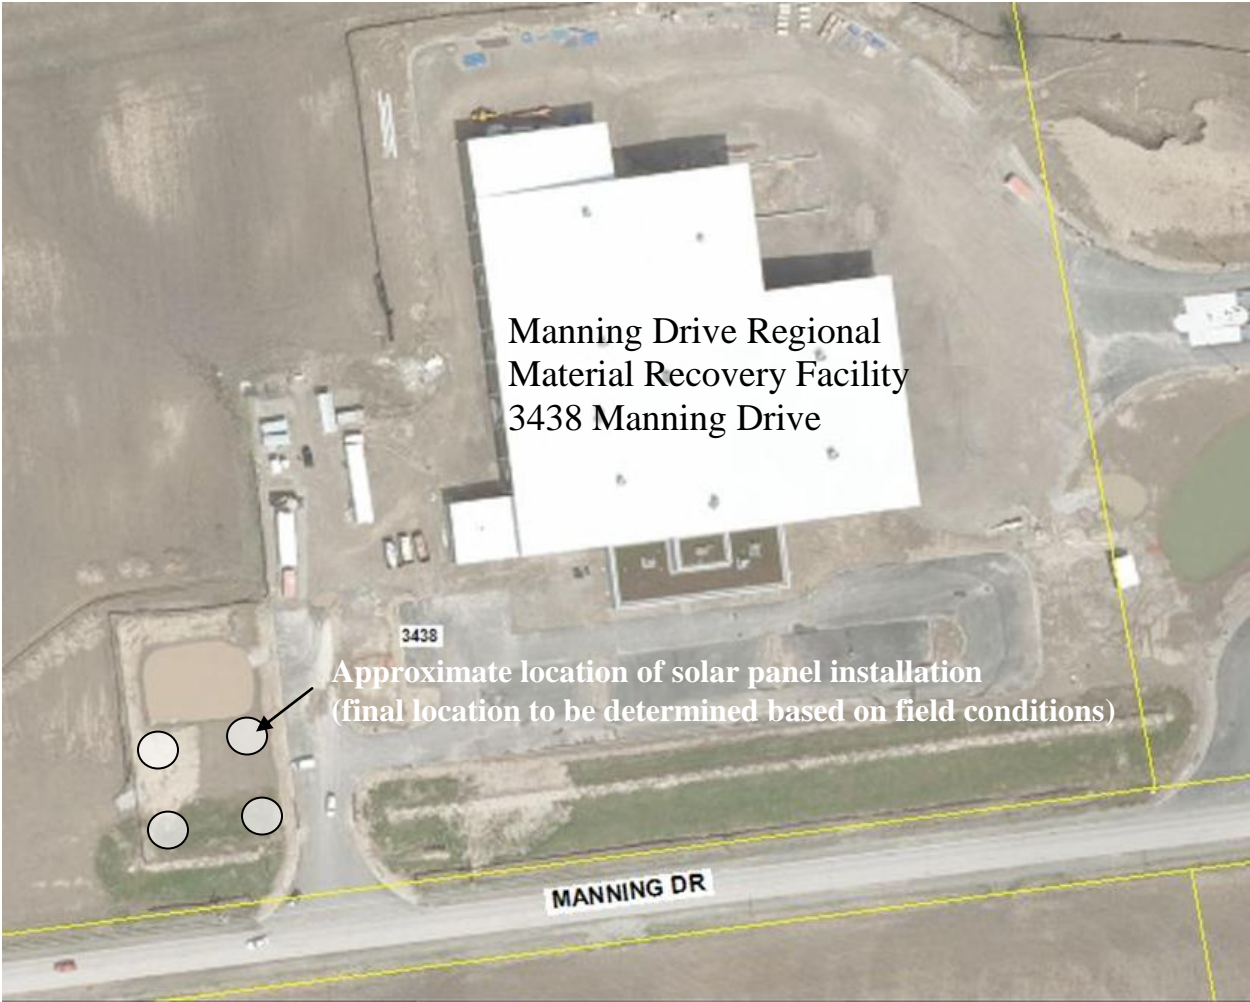 Manning Drive Regional
Material Recovery Facility
3438 Manning Drive
3438
Approximate location of solar panel installation
(final location to be determined based on field conditions)
MANNING DR